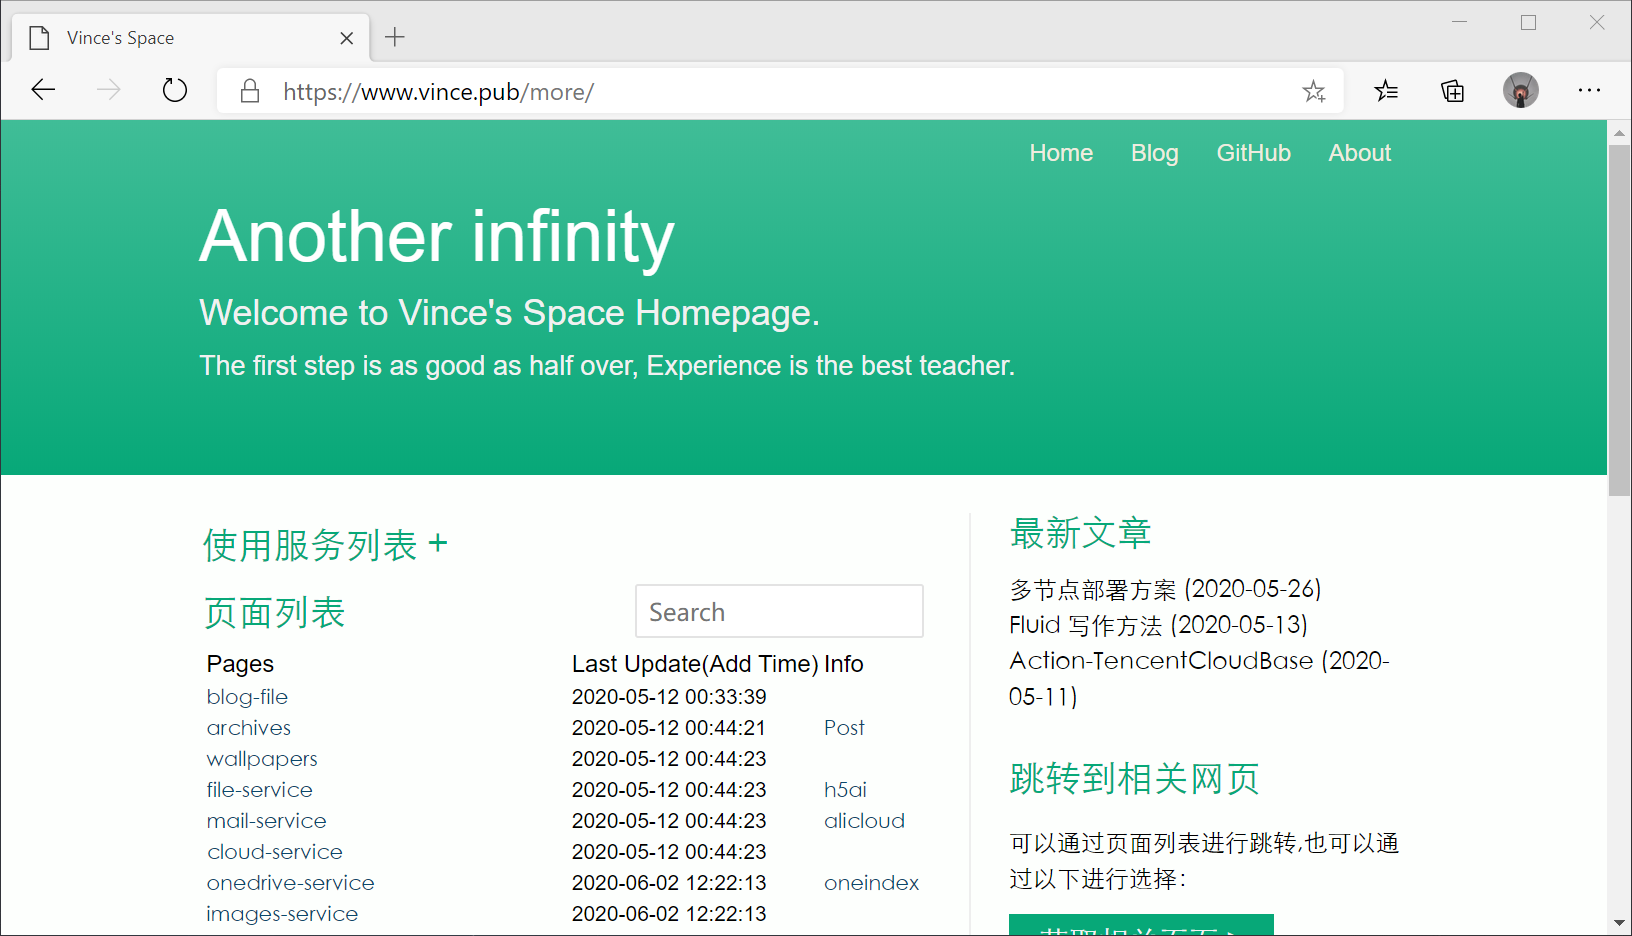 Vince's Space
https://www.vince.pub/more/
Home Blog GitHub About
Another infinity
Welcome to Vince's Space Homepage.
The first step is as good as half over, Experience is the best teacher.
使用服务列表 +
页面列表
Search
Pages Last Update(Add Time) Info
blog-file 2020-05-12 00:33:39
archives 2020-05-12 00:44:21 Post
wallpapers 2020-05-12 00:44:23
file-service 2020-05-12 00:44:23 h5ai
mail-service 2020-05-12 00:44:23 alicloud
cloud-service 2020-05-12 00:44:23
onedrive-service 2020-06-02 12:22:13 oneindex
images-service 2020-06-02 12:22:13
最新文章
多节点部署方案 (2020-05-26)
Fluid 写作方法 (2020-05-13)
Action-TencentCloudBase (2020-
05-11)
跳转到相关网页
可以通过页面列表进行跳转,也可以通
过以下进行选择：